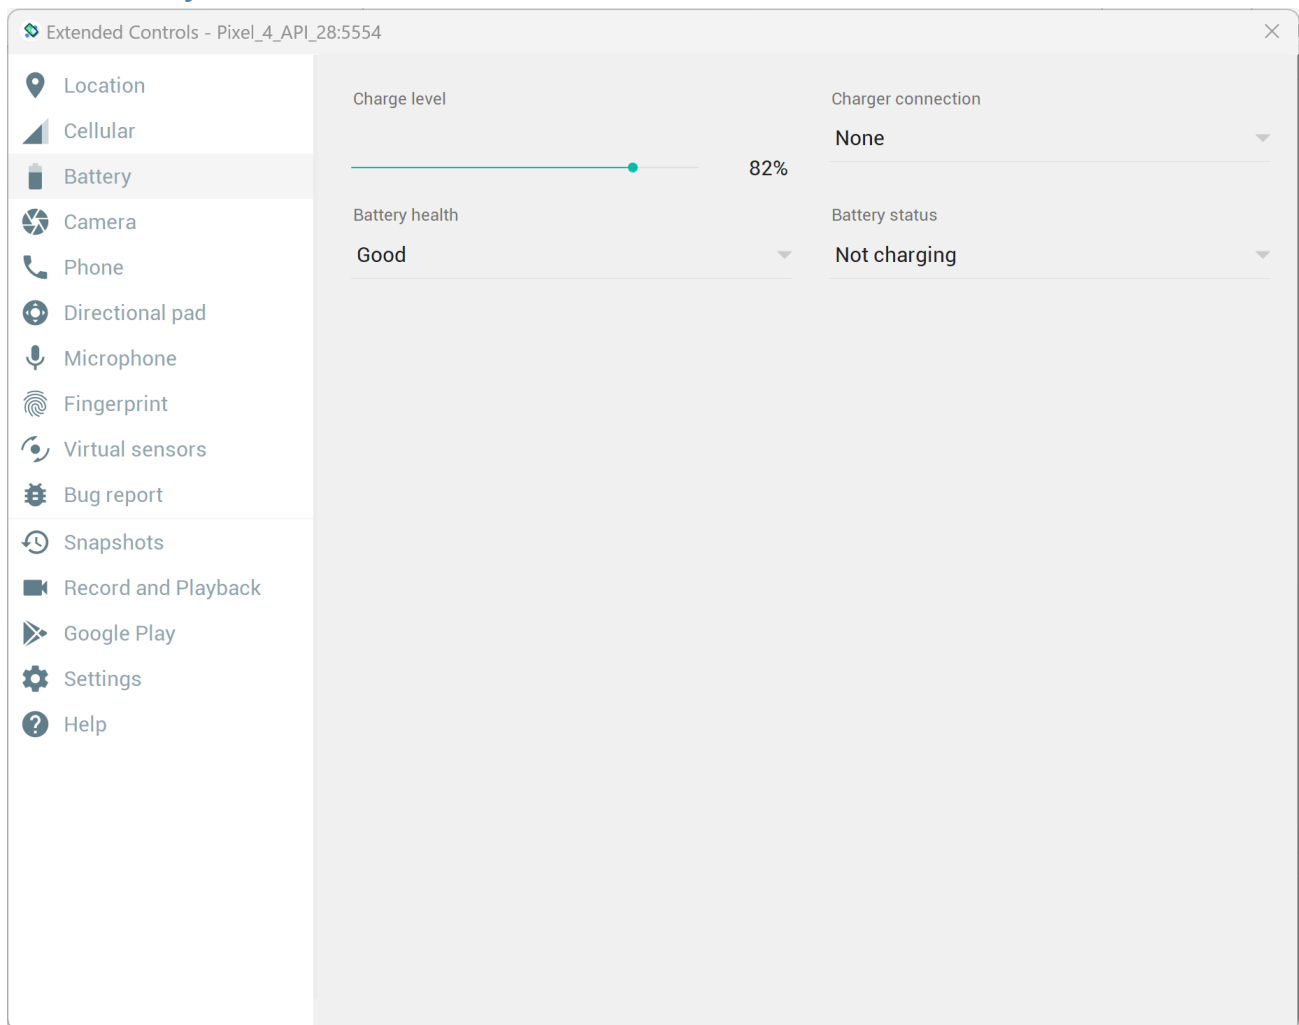 Extended Controls - Pixel_4_API_28:5554
Location
Cellular
Battery
Camera
Phone
Directional pad
Microphone
Fingerprint
Virtual sensors
Bug report
Snapshots
Record and Playback
Google Play
Settings
Help
Charge level
82%
Charger connection
None
Battery health
Good
Battery status
Not charging